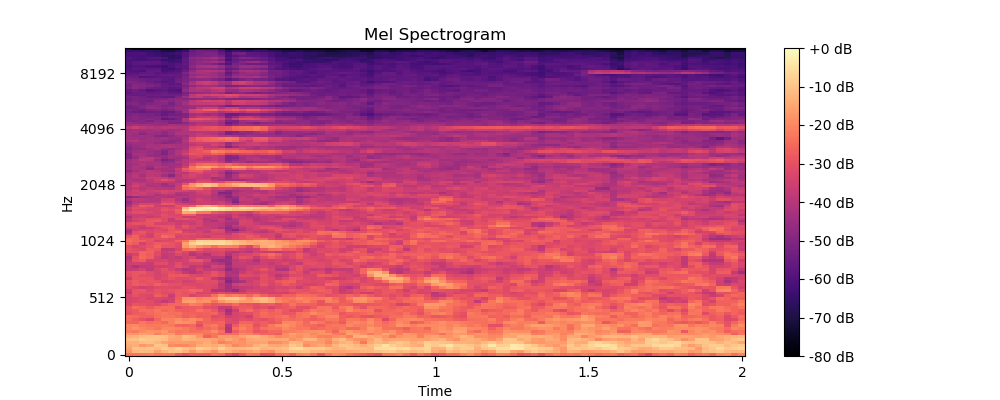 Mel Spectrogram
Hz
8192
4096
2048
1024
512
0
0
0.5
1
1.5
2
Time
+0 dB
-10 dB
-20 dB
-30 dB
-40 dB
-50 dB
-60 dB
-70 dB
-80 dB